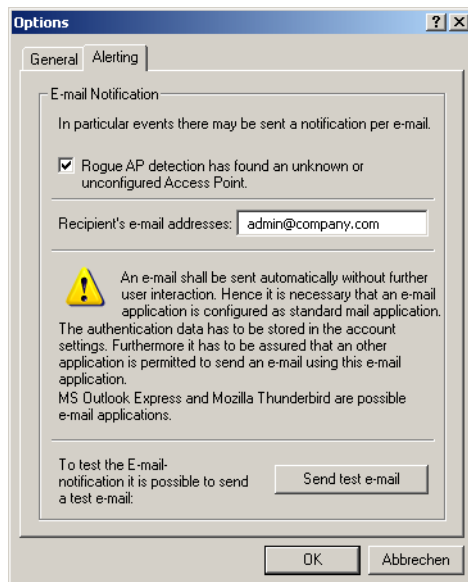 Options
General Alerting
E-mail Notification
In particular events there may be sent a notification per e-mail.
Rogue AP detection has found an unknown or
unconfigured Access Point.
Recipient's e-mail addresses: admin@company.com
An e-mail shall be sent automatically without further
user interaction. Hence it is necessary that an e-mail
application is configured as standard mail application.
The authentication data has to be stored in the account
settings. Furthermore it has to be assured that an other
application is permitted to send an e-mail using this e-mail
application.
MS Outlook Express and Mozilla Thunderbird are possible
e-mail applications.
To test the E-mail-
notification it is possible to send
a test e-mail:
Send test e-mail
OK Abbrechen